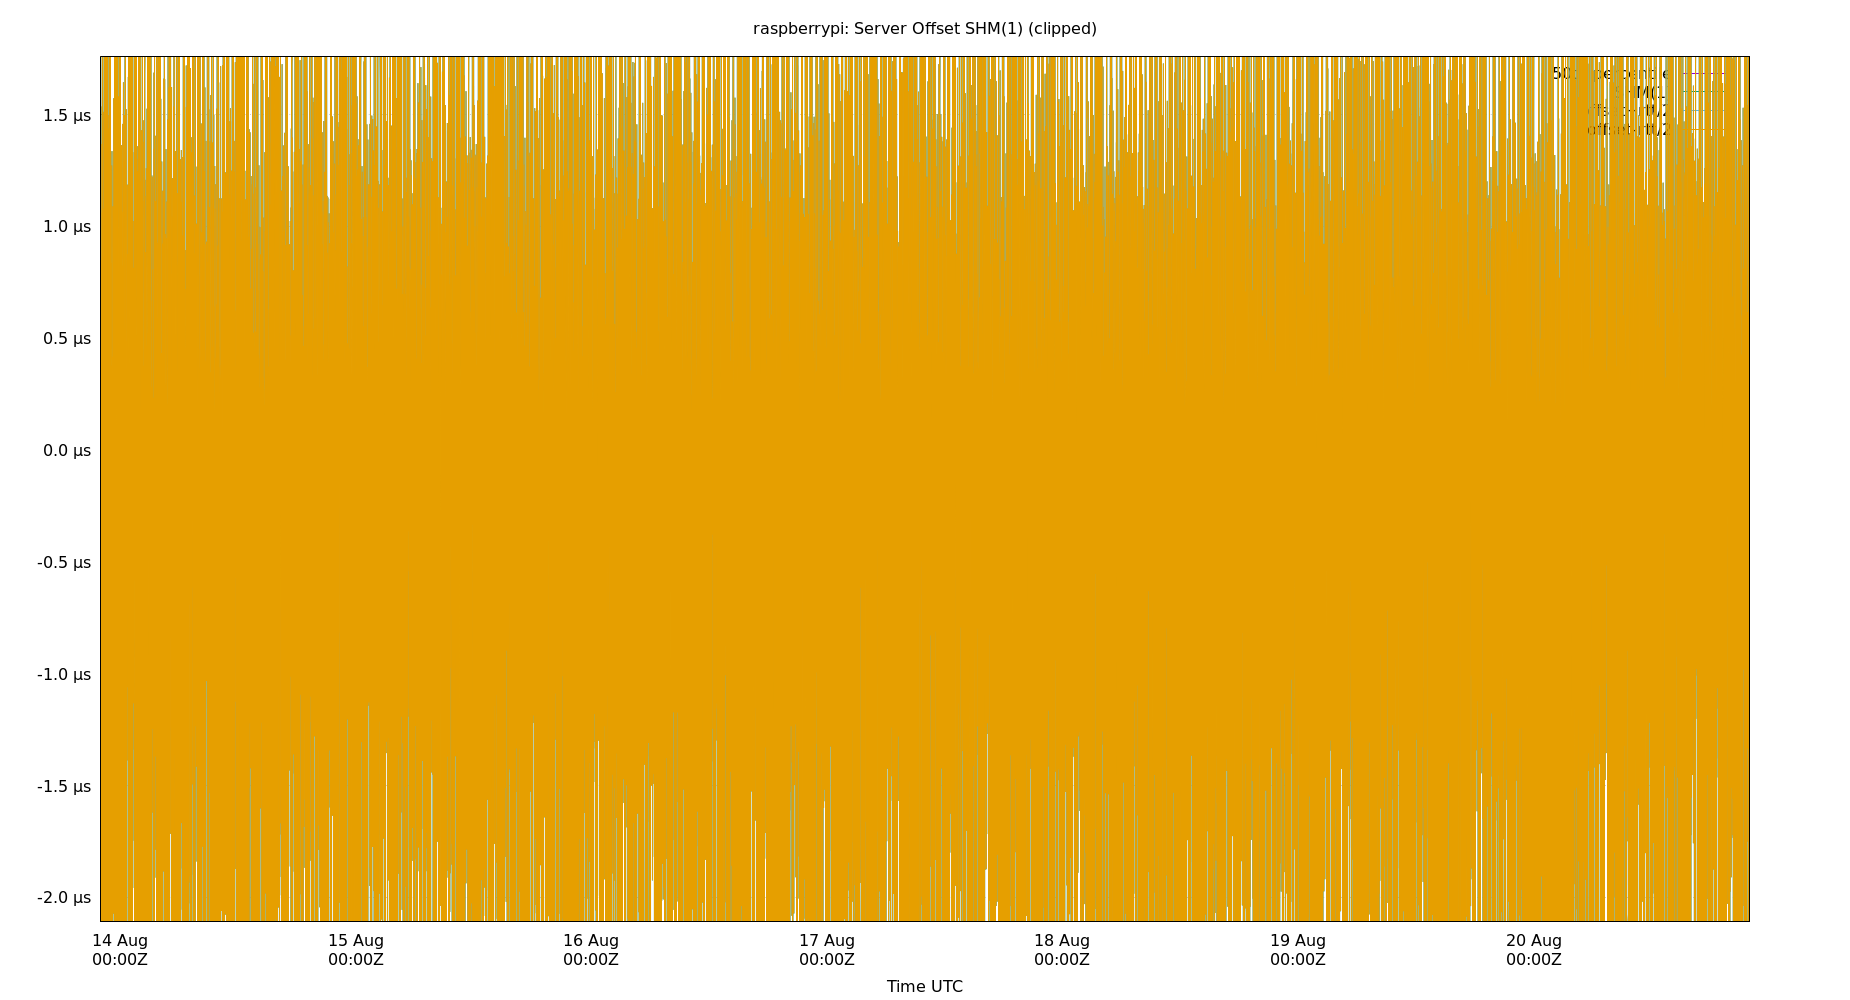 raspberrypi: Server Offset SHM(1) (clipped)
1.5 µs
1.0 µs
0.5 µs
0.0 µs
-0.5 µs
-1.0 µs
-1.5 µs
-2.0 µs
14 Aug 15 Aug 16 Aug 17 Aug 18 Aug 19 Aug 20 Aug
00:00Z 00:00Z 00:00Z 00:00Z 00:00Z 00:00Z 00:00Z
Time UTC